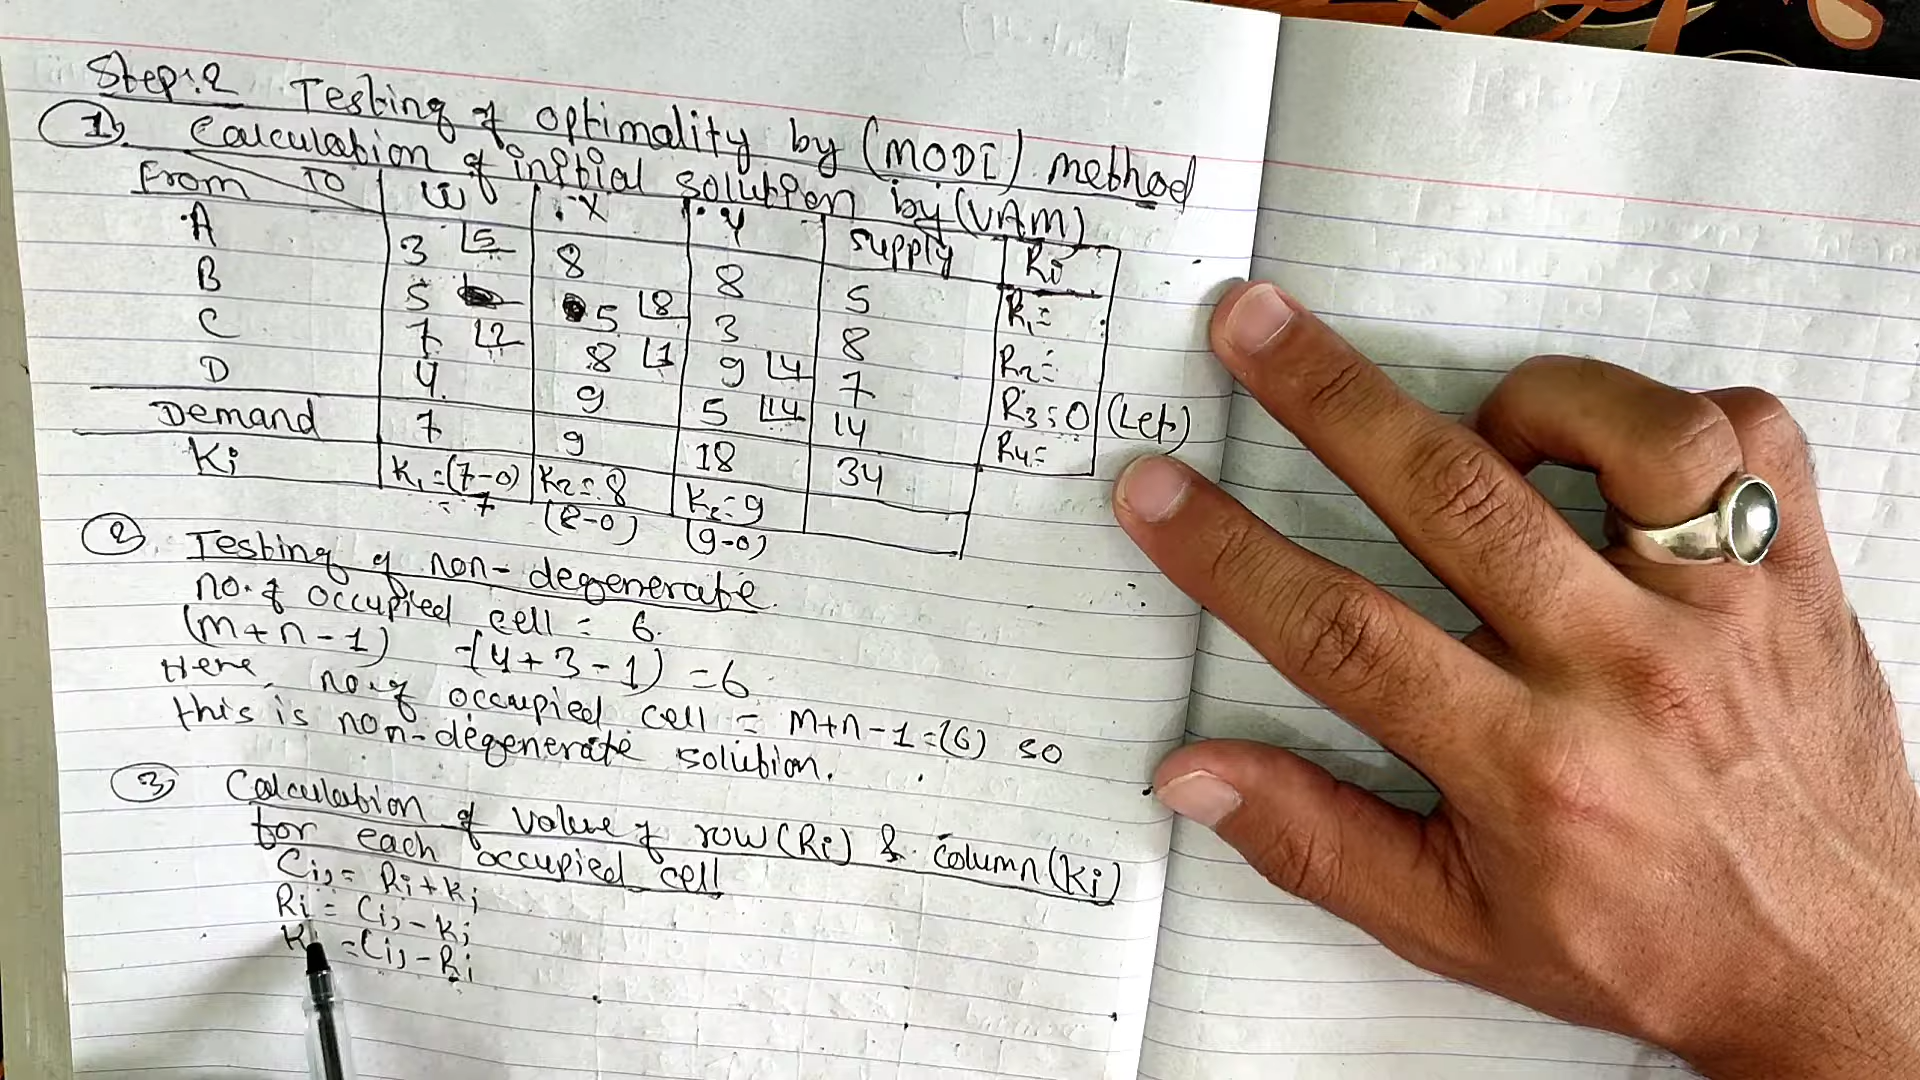 Step:2 Testing of optimality by (MODI) method
1). Calculation of initial solution by (VAM)
From TO W X Y supply Ri
A 3 5 8 8 5 R1=
B 5 5 8 3 8 R2=
C 7 2 8 1 9 4 7 R3=0 (Let)
D 4 9 5 14 14 R4=
Demand 7 9 18 34
Kj K1=(7-0) K2=8 K3=9
=7 (8-0) (9-0)
2). Testing of non-degenerate.
no. of occupied cell = 6.
(m+n-1) -(4+3-1) =6
Here, no. of occupied cell = m+n-1=(6) so
this is non-degenerate solution.
3) Calculation of value of row (Ri) & column (Kj)
for each occupied cell
Cij = Ri+Kj
Ri = Cij - Kj
K =Cij - Ri